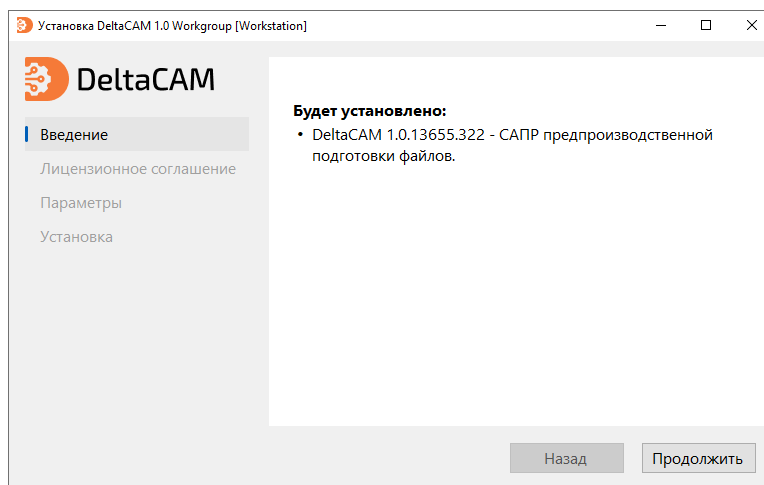 Установка DeltaCAM 1.0 Workgroup [Workstation]
DeltaCAM
Введение
Лицензионное соглашение
Параметры
Установка
Будет установлено:
• DeltaCAM 1.0.13655.322 - САПР предпроизводственной
подготовки файлов.
Назад
Продолжить